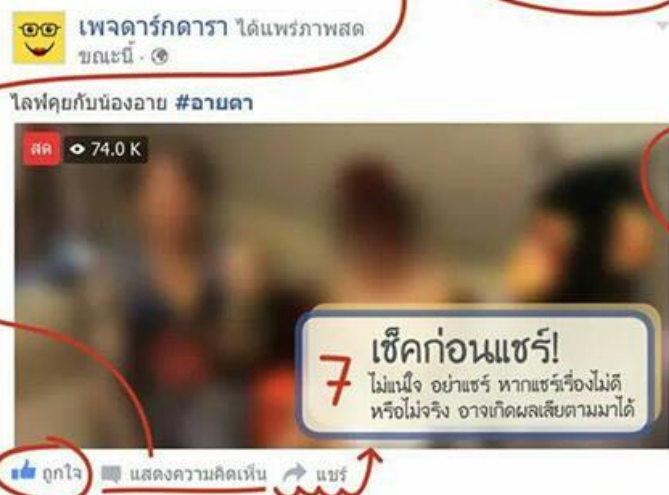 เพจดาร์กดารา ได้แพร่ภาพสด
ขณะนี้ ·
ไลฟ์คุยกับน้องอาย #อายตา
สด 74.0 K
7 เช็คก่อนแชร์!
ไม่แน่ใจ อย่าแชร์ หากแชร์เรื่องไม่ดี
หรือไม่จริง อาจเกิดผลเสียตามมาได้
ถูกใจ แสดงความคิดเห็น แชร์